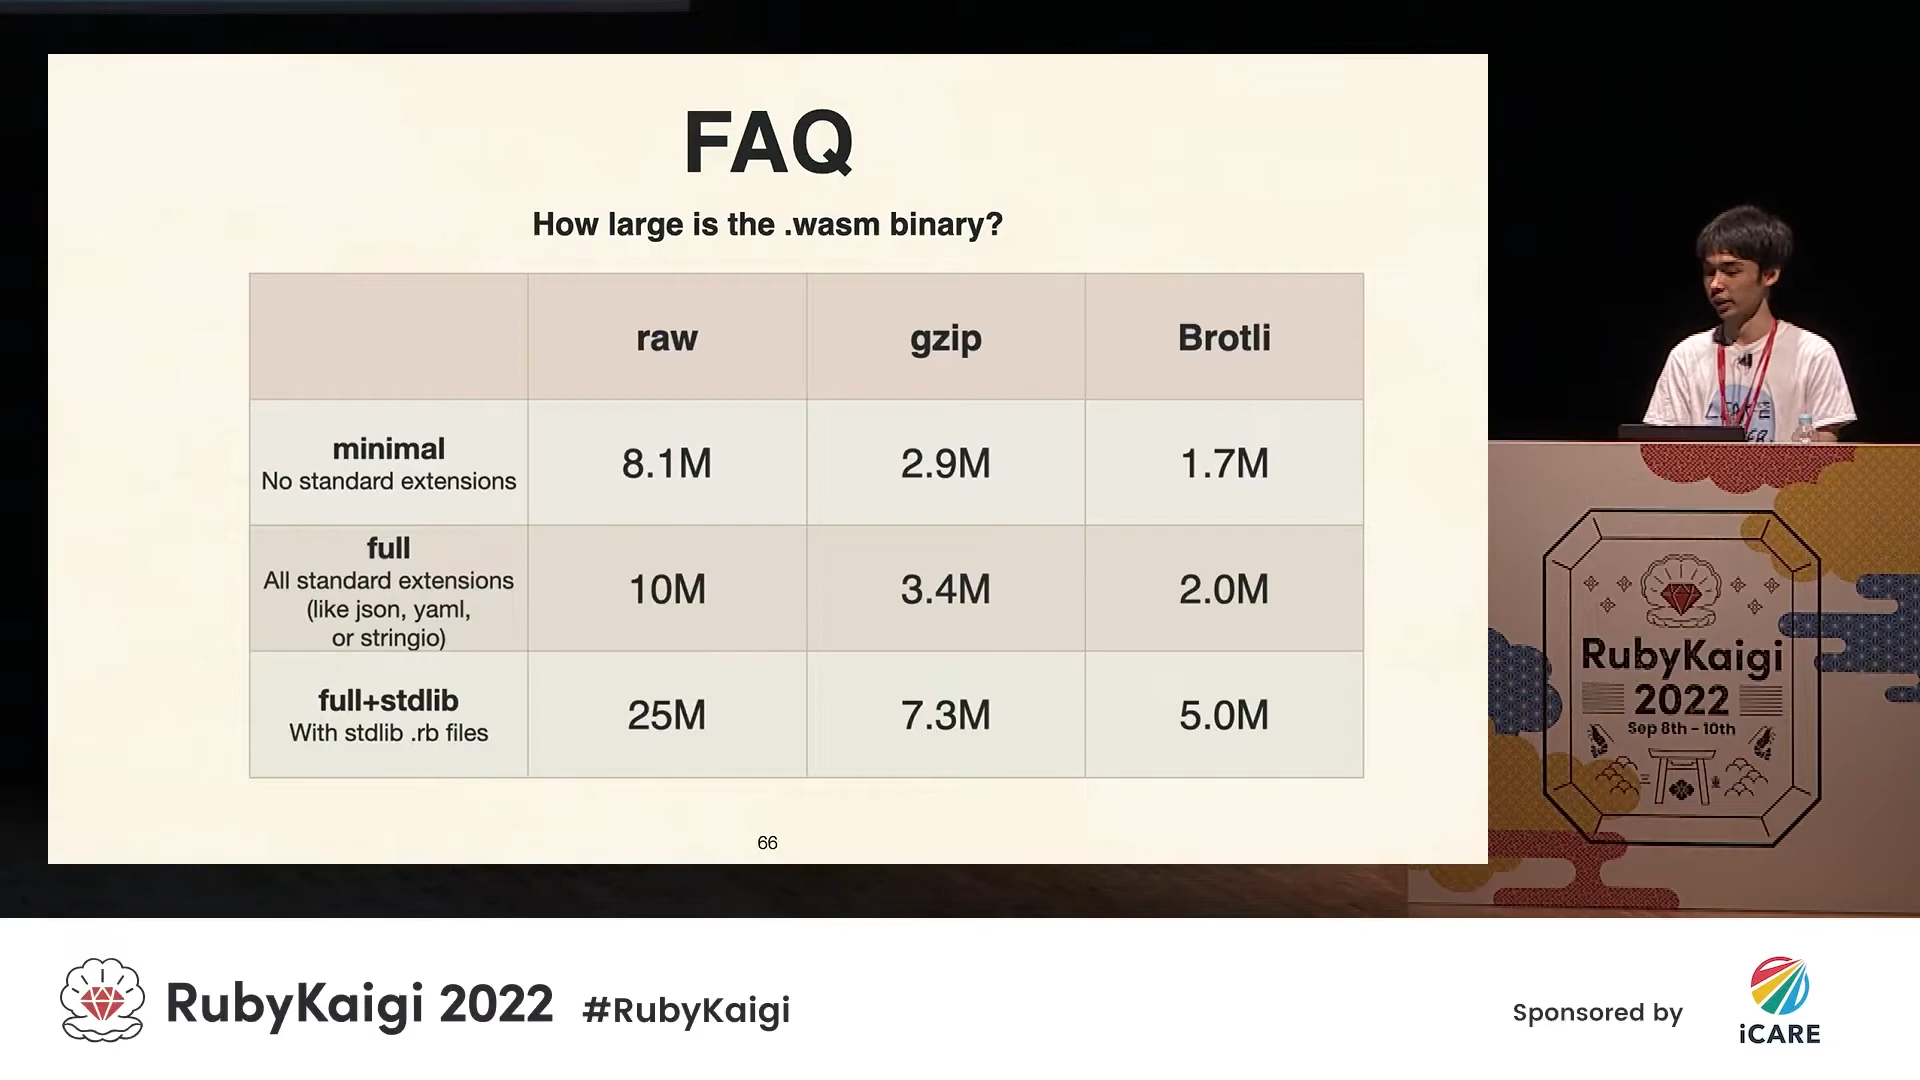 FAQ
How large is the .wasm binary?
raw
gzip
Brotli
minimal
No standard extensions
8.1M
2.9M
1.7M
full
All standard extensions
(like json, yaml,
or stringio)
10M
3.4M
2.0M
full+stdlib
With stdlib .rb files
25M
7.3M
5.0M
66
RubyKaigi
2022
Sep 8th - 10th
RubyKaigi 2022
#RubyKaigi
Sponsored by
iCARE